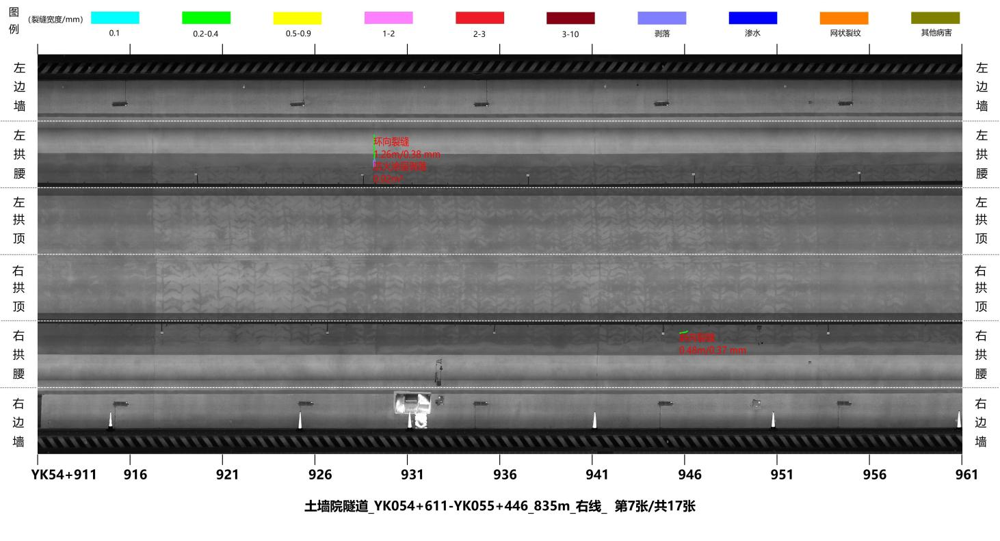 图例
(裂缝宽度/mm)
0.1
0.2-0.4
0.5-0.9
1-2
2-3
3-10
剥落
渗水
网状裂纹
其他病害
左边墙
左边墙
左拱腰
环向裂缝
1.26m/0.38 mm
防火涂层剥落
0.02m²
左拱腰
左拱顶
左拱顶
右拱顶
右拱顶
右拱腰
斜向裂缝
0.48m/0.37 mm
右拱腰
右边墙
右边墙
YK54+911 916 921 926 931 936 941 946 951 956 961
土墙院隧道_YK054+611-YK055+446_835m_右线_ 第7张/共17张